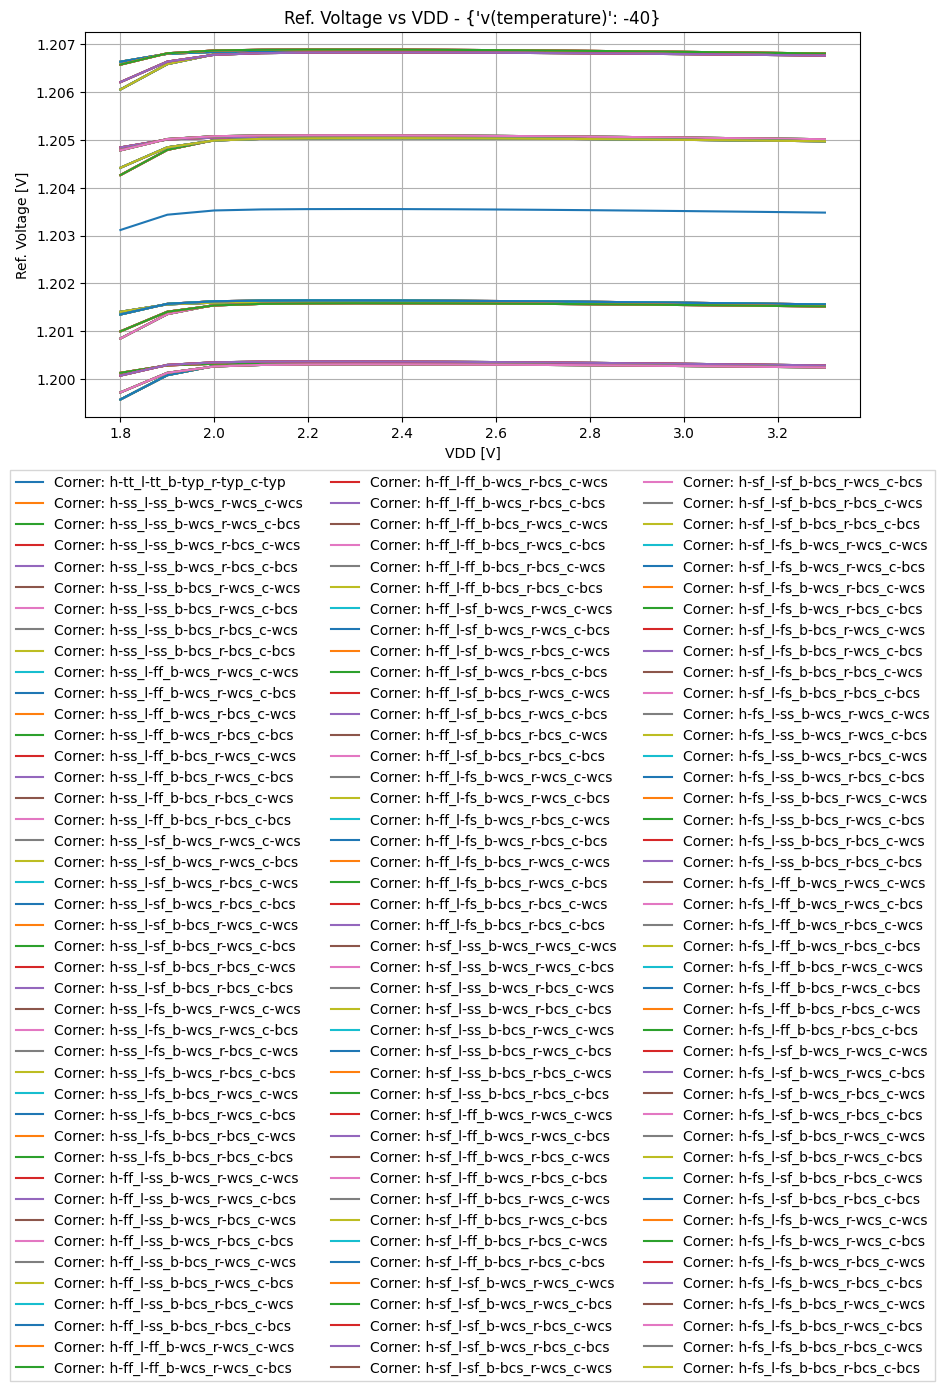 Ref. Voltage vs VDD - {'v(temperature)': -40}
1.207
1.206
1.205
1.204
1.203
1.202
1.201
1.200
Ref. Voltage [V]
1.8 2.0 2.2 2.4 2.6 2.8 3.0 3.2
VDD [V]
Corner: h-tt_l-tt_b-typ_r-typ_c-typ
Corner: h-ss_l-ss_b-wcs_r-wcs_c-wcs
Corner: h-ss_l-ss_b-wcs_r-wcs_c-bcs
Corner: h-ss_l-ss_b-wcs_r-bcs_c-wcs
Corner: h-ss_l-ss_b-wcs_r-bcs_c-bcs
Corner: h-ss_l-ss_b-bcs_r-wcs_c-wcs
Corner: h-ss_l-ss_b-bcs_r-wcs_c-bcs
Corner: h-ss_l-ss_b-bcs_r-bcs_c-wcs
Corner: h-ss_l-ss_b-bcs_r-bcs_c-bcs
Corner: h-ss_l-ff_b-wcs_r-wcs_c-wcs
Corner: h-ss_l-ff_b-wcs_r-wcs_c-bcs
Corner: h-ss_l-ff_b-wcs_r-bcs_c-wcs
Corner: h-ss_l-ff_b-wcs_r-bcs_c-bcs
Corner: h-ss_l-ff_b-bcs_r-wcs_c-wcs
Corner: h-ss_l-ff_b-bcs_r-wcs_c-bcs
Corner: h-ss_l-ff_b-bcs_r-bcs_c-wcs
Corner: h-ss_l-ff_b-bcs_r-bcs_c-bcs
Corner: h-ss_l-sf_b-wcs_r-wcs_c-wcs
Corner: h-ss_l-sf_b-wcs_r-wcs_c-bcs
Corner: h-ss_l-sf_b-wcs_r-bcs_c-wcs
Corner: h-ss_l-sf_b-wcs_r-bcs_c-bcs
Corner: h-ss_l-sf_b-bcs_r-wcs_c-wcs
Corner: h-ss_l-sf_b-bcs_r-wcs_c-bcs
Corner: h-ss_l-sf_b-bcs_r-bcs_c-wcs
Corner: h-ss_l-sf_b-bcs_r-bcs_c-bcs
Corner: h-ss_l-fs_b-wcs_r-wcs_c-wcs
Corner: h-ss_l-fs_b-wcs_r-wcs_c-bcs
Corner: h-ss_l-fs_b-wcs_r-bcs_c-wcs
Corner: h-ss_l-fs_b-wcs_r-bcs_c-bcs
Corner: h-ss_l-fs_b-bcs_r-wcs_c-wcs
Corner: h-ss_l-fs_b-bcs_r-wcs_c-bcs
Corner: h-ss_l-fs_b-bcs_r-bcs_c-wcs
Corner: h-ss_l-fs_b-bcs_r-bcs_c-bcs
Corner: h-ff_l-ss_b-wcs_r-wcs_c-wcs
Corner: h-ff_l-ss_b-wcs_r-wcs_c-bcs
Corner: h-ff_l-ss_b-wcs_r-bcs_c-wcs
Corner: h-ff_l-ss_b-wcs_r-bcs_c-bcs
Corner: h-ff_l-ss_b-bcs_r-wcs_c-wcs
Corner: h-ff_l-ss_b-bcs_r-wcs_c-bcs
Corner: h-ff_l-ss_b-bcs_r-bcs_c-wcs
Corner: h-ff_l-ss_b-bcs_r-bcs_c-bcs
Corner: h-ff_l-ff_b-wcs_r-wcs_c-wcs
Corner: h-ff_l-ff_b-wcs_r-wcs_c-bcs
Corner: h-ff_l-ff_b-wcs_r-bcs_c-wcs
Corner: h-ff_l-ff_b-wcs_r-bcs_c-bcs
Corner: h-ff_l-ff_b-bcs_r-wcs_c-wcs
Corner: h-ff_l-ff_b-bcs_r-wcs_c-bcs
Corner: h-ff_l-ff_b-bcs_r-bcs_c-wcs
Corner: h-ff_l-ff_b-bcs_r-bcs_c-bcs
Corner: h-ff_l-sf_b-wcs_r-wcs_c-wcs
Corner: h-ff_l-sf_b-wcs_r-wcs_c-bcs
Corner: h-ff_l-sf_b-wcs_r-bcs_c-wcs
Corner: h-ff_l-sf_b-wcs_r-bcs_c-bcs
Corner: h-ff_l-sf_b-bcs_r-wcs_c-wcs
Corner: h-ff_l-sf_b-bcs_r-wcs_c-bcs
Corner: h-ff_l-sf_b-bcs_r-bcs_c-wcs
Corner: h-ff_l-sf_b-bcs_r-bcs_c-bcs
Corner: h-ff_l-fs_b-wcs_r-wcs_c-wcs
Corner: h-ff_l-fs_b-wcs_r-wcs_c-bcs
Corner: h-ff_l-fs_b-wcs_r-bcs_c-wcs
Corner: h-ff_l-fs_b-wcs_r-bcs_c-bcs
Corner: h-ff_l-fs_b-bcs_r-wcs_c-wcs
Corner: h-ff_l-fs_b-bcs_r-wcs_c-bcs
Corner: h-ff_l-fs_b-bcs_r-bcs_c-wcs
Corner: h-ff_l-fs_b-bcs_r-bcs_c-bcs
Corner: h-sf_l-ss_b-wcs_r-wcs_c-wcs
Corner: h-sf_l-ss_b-wcs_r-wcs_c-bcs
Corner: h-sf_l-ss_b-wcs_r-bcs_c-wcs
Corner: h-sf_l-ss_b-wcs_r-bcs_c-bcs
Corner: h-sf_l-ss_b-bcs_r-wcs_c-wcs
Corner: h-sf_l-ss_b-bcs_r-wcs_c-bcs
Corner: h-sf_l-ss_b-bcs_r-bcs_c-wcs
Corner: h-sf_l-ss_b-bcs_r-bcs_c-bcs
Corner: h-sf_l-ff_b-wcs_r-wcs_c-wcs
Corner: h-sf_l-ff_b-wcs_r-wcs_c-bcs
Corner: h-sf_l-ff_b-wcs_r-bcs_c-wcs
Corner: h-sf_l-ff_b-wcs_r-bcs_c-bcs
Corner: h-sf_l-ff_b-bcs_r-wcs_c-wcs
Corner: h-sf_l-ff_b-bcs_r-wcs_c-bcs
Corner: h-sf_l-ff_b-bcs_r-bcs_c-wcs
Corner: h-sf_l-ff_b-bcs_r-bcs_c-bcs
Corner: h-sf_l-sf_b-wcs_r-wcs_c-wcs
Corner: h-sf_l-sf_b-wcs_r-wcs_c-bcs
Corner: h-sf_l-sf_b-wcs_r-bcs_c-wcs
Corner: h-sf_l-sf_b-wcs_r-bcs_c-bcs
Corner: h-sf_l-sf_b-bcs_r-wcs_c-wcs
Corner: h-sf_l-sf_b-bcs_r-wcs_c-bcs
Corner: h-sf_l-sf_b-bcs_r-bcs_c-wcs
Corner: h-sf_l-sf_b-bcs_r-bcs_c-bcs
Corner: h-sf_l-fs_b-wcs_r-wcs_c-wcs
Corner: h-sf_l-fs_b-wcs_r-wcs_c-bcs
Corner: h-sf_l-fs_b-wcs_r-bcs_c-wcs
Corner: h-sf_l-fs_b-wcs_r-bcs_c-bcs
Corner: h-sf_l-fs_b-bcs_r-wcs_c-wcs
Corner: h-sf_l-fs_b-bcs_r-wcs_c-bcs
Corner: h-sf_l-fs_b-bcs_r-bcs_c-wcs
Corner: h-sf_l-fs_b-bcs_r-bcs_c-bcs
Corner: h-fs_l-ss_b-wcs_r-wcs_c-wcs
Corner: h-fs_l-ss_b-wcs_r-wcs_c-bcs
Corner: h-fs_l-ss_b-wcs_r-bcs_c-wcs
Corner: h-fs_l-ss_b-wcs_r-bcs_c-bcs
Corner: h-fs_l-ss_b-bcs_r-wcs_c-wcs
Corner: h-fs_l-ss_b-bcs_r-wcs_c-bcs
Corner: h-fs_l-ss_b-bcs_r-bcs_c-wcs
Corner: h-fs_l-ss_b-bcs_r-bcs_c-bcs
Corner: h-fs_l-ff_b-wcs_r-wcs_c-wcs
Corner: h-fs_l-ff_b-wcs_r-wcs_c-bcs
Corner: h-fs_l-ff_b-wcs_r-bcs_c-wcs
Corner: h-fs_l-ff_b-wcs_r-bcs_c-bcs
Corner: h-fs_l-ff_b-bcs_r-wcs_c-wcs
Corner: h-fs_l-ff_b-bcs_r-wcs_c-bcs
Corner: h-fs_l-ff_b-bcs_r-bcs_c-wcs
Corner: h-fs_l-ff_b-bcs_r-bcs_c-bcs
Corner: h-fs_l-sf_b-wcs_r-wcs_c-wcs
Corner: h-fs_l-sf_b-wcs_r-wcs_c-bcs
Corner: h-fs_l-sf_b-wcs_r-bcs_c-wcs
Corner: h-fs_l-sf_b-wcs_r-bcs_c-bcs
Corner: h-fs_l-sf_b-bcs_r-wcs_c-wcs
Corner: h-fs_l-sf_b-bcs_r-wcs_c-bcs
Corner: h-fs_l-sf_b-bcs_r-bcs_c-wcs
Corner: h-fs_l-sf_b-bcs_r-bcs_c-bcs
Corner: h-fs_l-fs_b-wcs_r-wcs_c-wcs
Corner: h-fs_l-fs_b-wcs_r-wcs_c-bcs
Corner: h-fs_l-fs_b-wcs_r-bcs_c-wcs
Corner: h-fs_l-fs_b-wcs_r-bcs_c-bcs
Corner: h-fs_l-fs_b-bcs_r-wcs_c-wcs
Corner: h-fs_l-fs_b-bcs_r-wcs_c-bcs
Corner: h-fs_l-fs_b-bcs_r-bcs_c-wcs
Corner: h-fs_l-fs_b-bcs_r-bcs_c-bcs